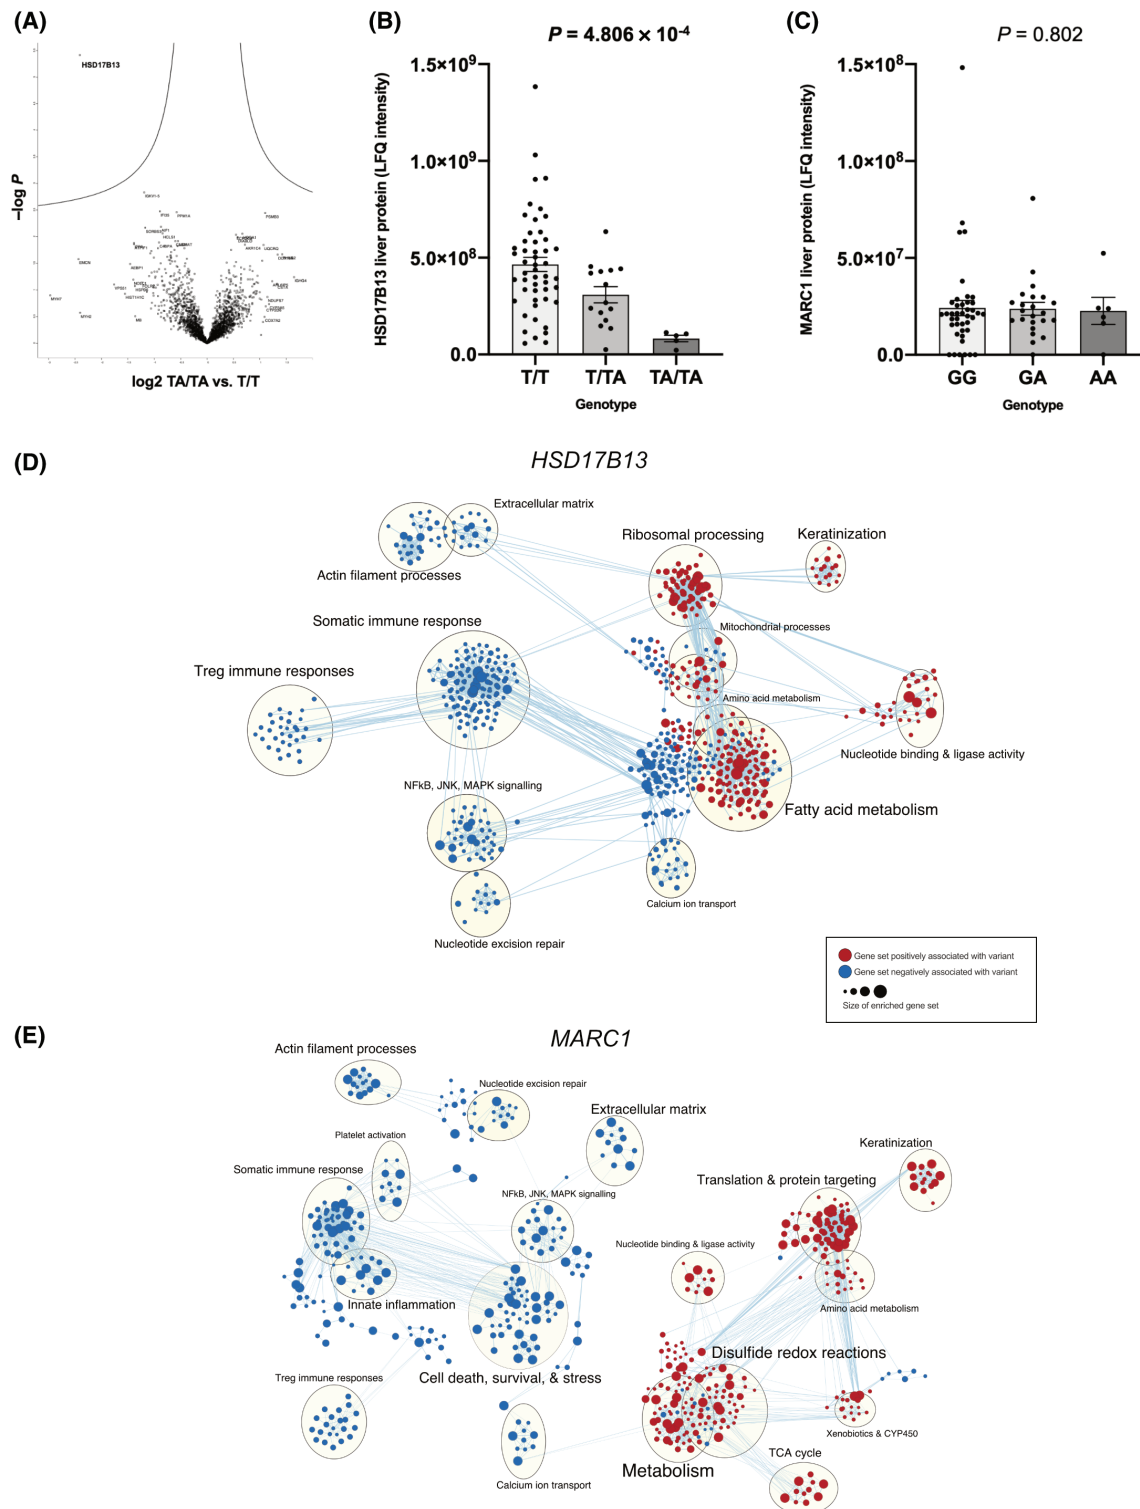 (A)
HSD17B13
–log P
log2 TA/TA vs. T/T
(B)
P = 4.806 × 10⁻⁴
HSD17B13 liver protein (LFQ intensity)
1.5×10⁹
1.0×10⁹
5.0×10⁸
0.0
T/T T/TA TA/TA
Genotype
(C)
P = 0.802
MARC1 liver protein (LFQ intensity)
1.5×10⁸
1.0×10⁸
5.0×10⁷
0.0
GG GA AA
Genotype
(D)
HSD17B13
Extracellular matrix
Actin filament processes
Ribosomal processing
Keratinization
Somatic immune response
Mitochondrial processes
Treg immune responses
Amino acid metabolism
Nucleotide binding & ligase activity
NFkB, JNK, MAPK signalling
Fatty acid metabolism
Calcium ion transport
Nucleotide excision repair
Gene set positively associated with variant
Gene set negatively associated with variant
Size of enriched gene set
(E)
MARC1
Actin filament processes
Nucleotide excision repair
Extracellular matrix
Platelet activation
Keratinization
Somatic immune response
Translation & protein targeting
NFkB, JNK, MAPK signalling
Nucleotide binding & ligase activity
Innate inflammation
Amino acid metabolism
Disulfide redox reactions
Cell death, survival, & stress
Treg immune responses
Xenobiotics & CYP450
TCA cycle
Metabolism
Calcium ion transport